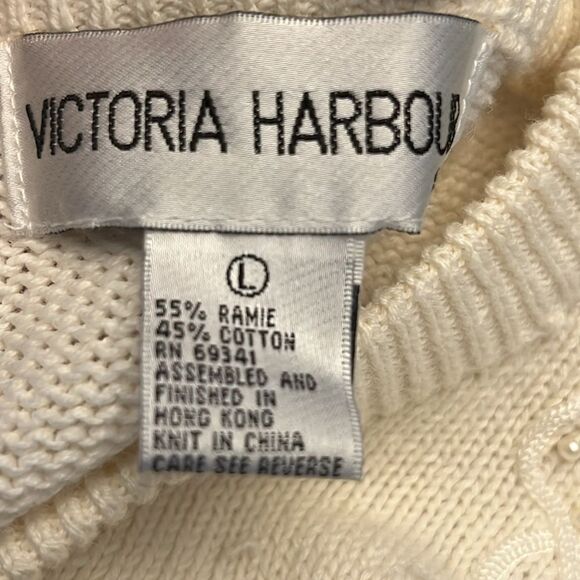 VICTORIA HARBOUR
L
55% RAMIE
45% COTTON
RN 69341
ASSEMBLED AND
FINISHED IN
HONG KONG
KNIT IN CHINA
CARE SEE REVERSE